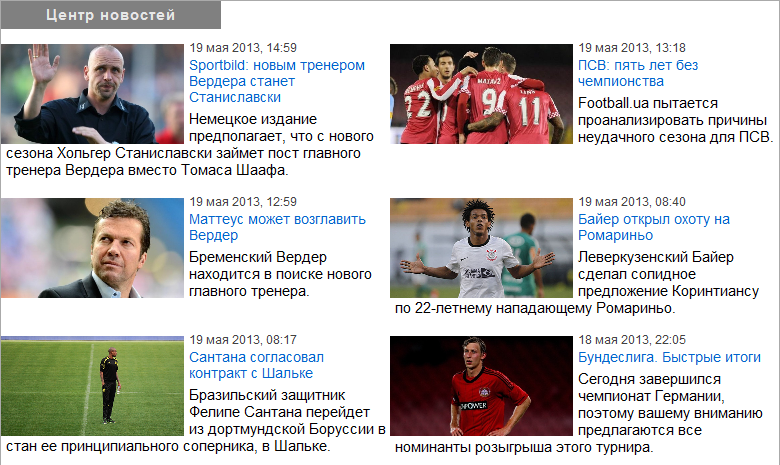 Центр новостей
19 мая 2013, 14:59
Sportbild: новым тренером
Вердера станет
Станиславски
Немецкое издание
предполагает, что с нового
сезона Хольгер Станиславски займет пост главного
тренера Вердера вместо Томаса Шаафа.
19 мая 2013, 13:18
ПСВ: пять лет без
чемпионства
Football.ua пытается
проанализировать причины
неудачного сезона для ПСВ.
MATAVZ
2
9
11
19 мая 2013, 12:59
Маттеус может возглавить
Вердер
Бременский Вердер
находится в поиске нового
главного тренера.
19 мая 2013, 08:40
Байер открыл охоту на
Ромариньо
Леверкузенский Байер
сделал солидное
предложение Коринтиансу
по 22-летнему нападающему Ромариньо.
19 мая 2013, 08:17
Сантана согласовал
контракт с Шальке
Бразильский защитник
Фелипе Сантана перейдет
из дортмундской Боруссии в
стан ее принципиального соперника, в Шальке.
18 мая 2013, 22:05
Бундеслига. Быстрые итоги
Сегодня завершился
чемпионат Германии,
поэтому вашему вниманию
предлагаются все
номинанты розыгрыша этого турнира.